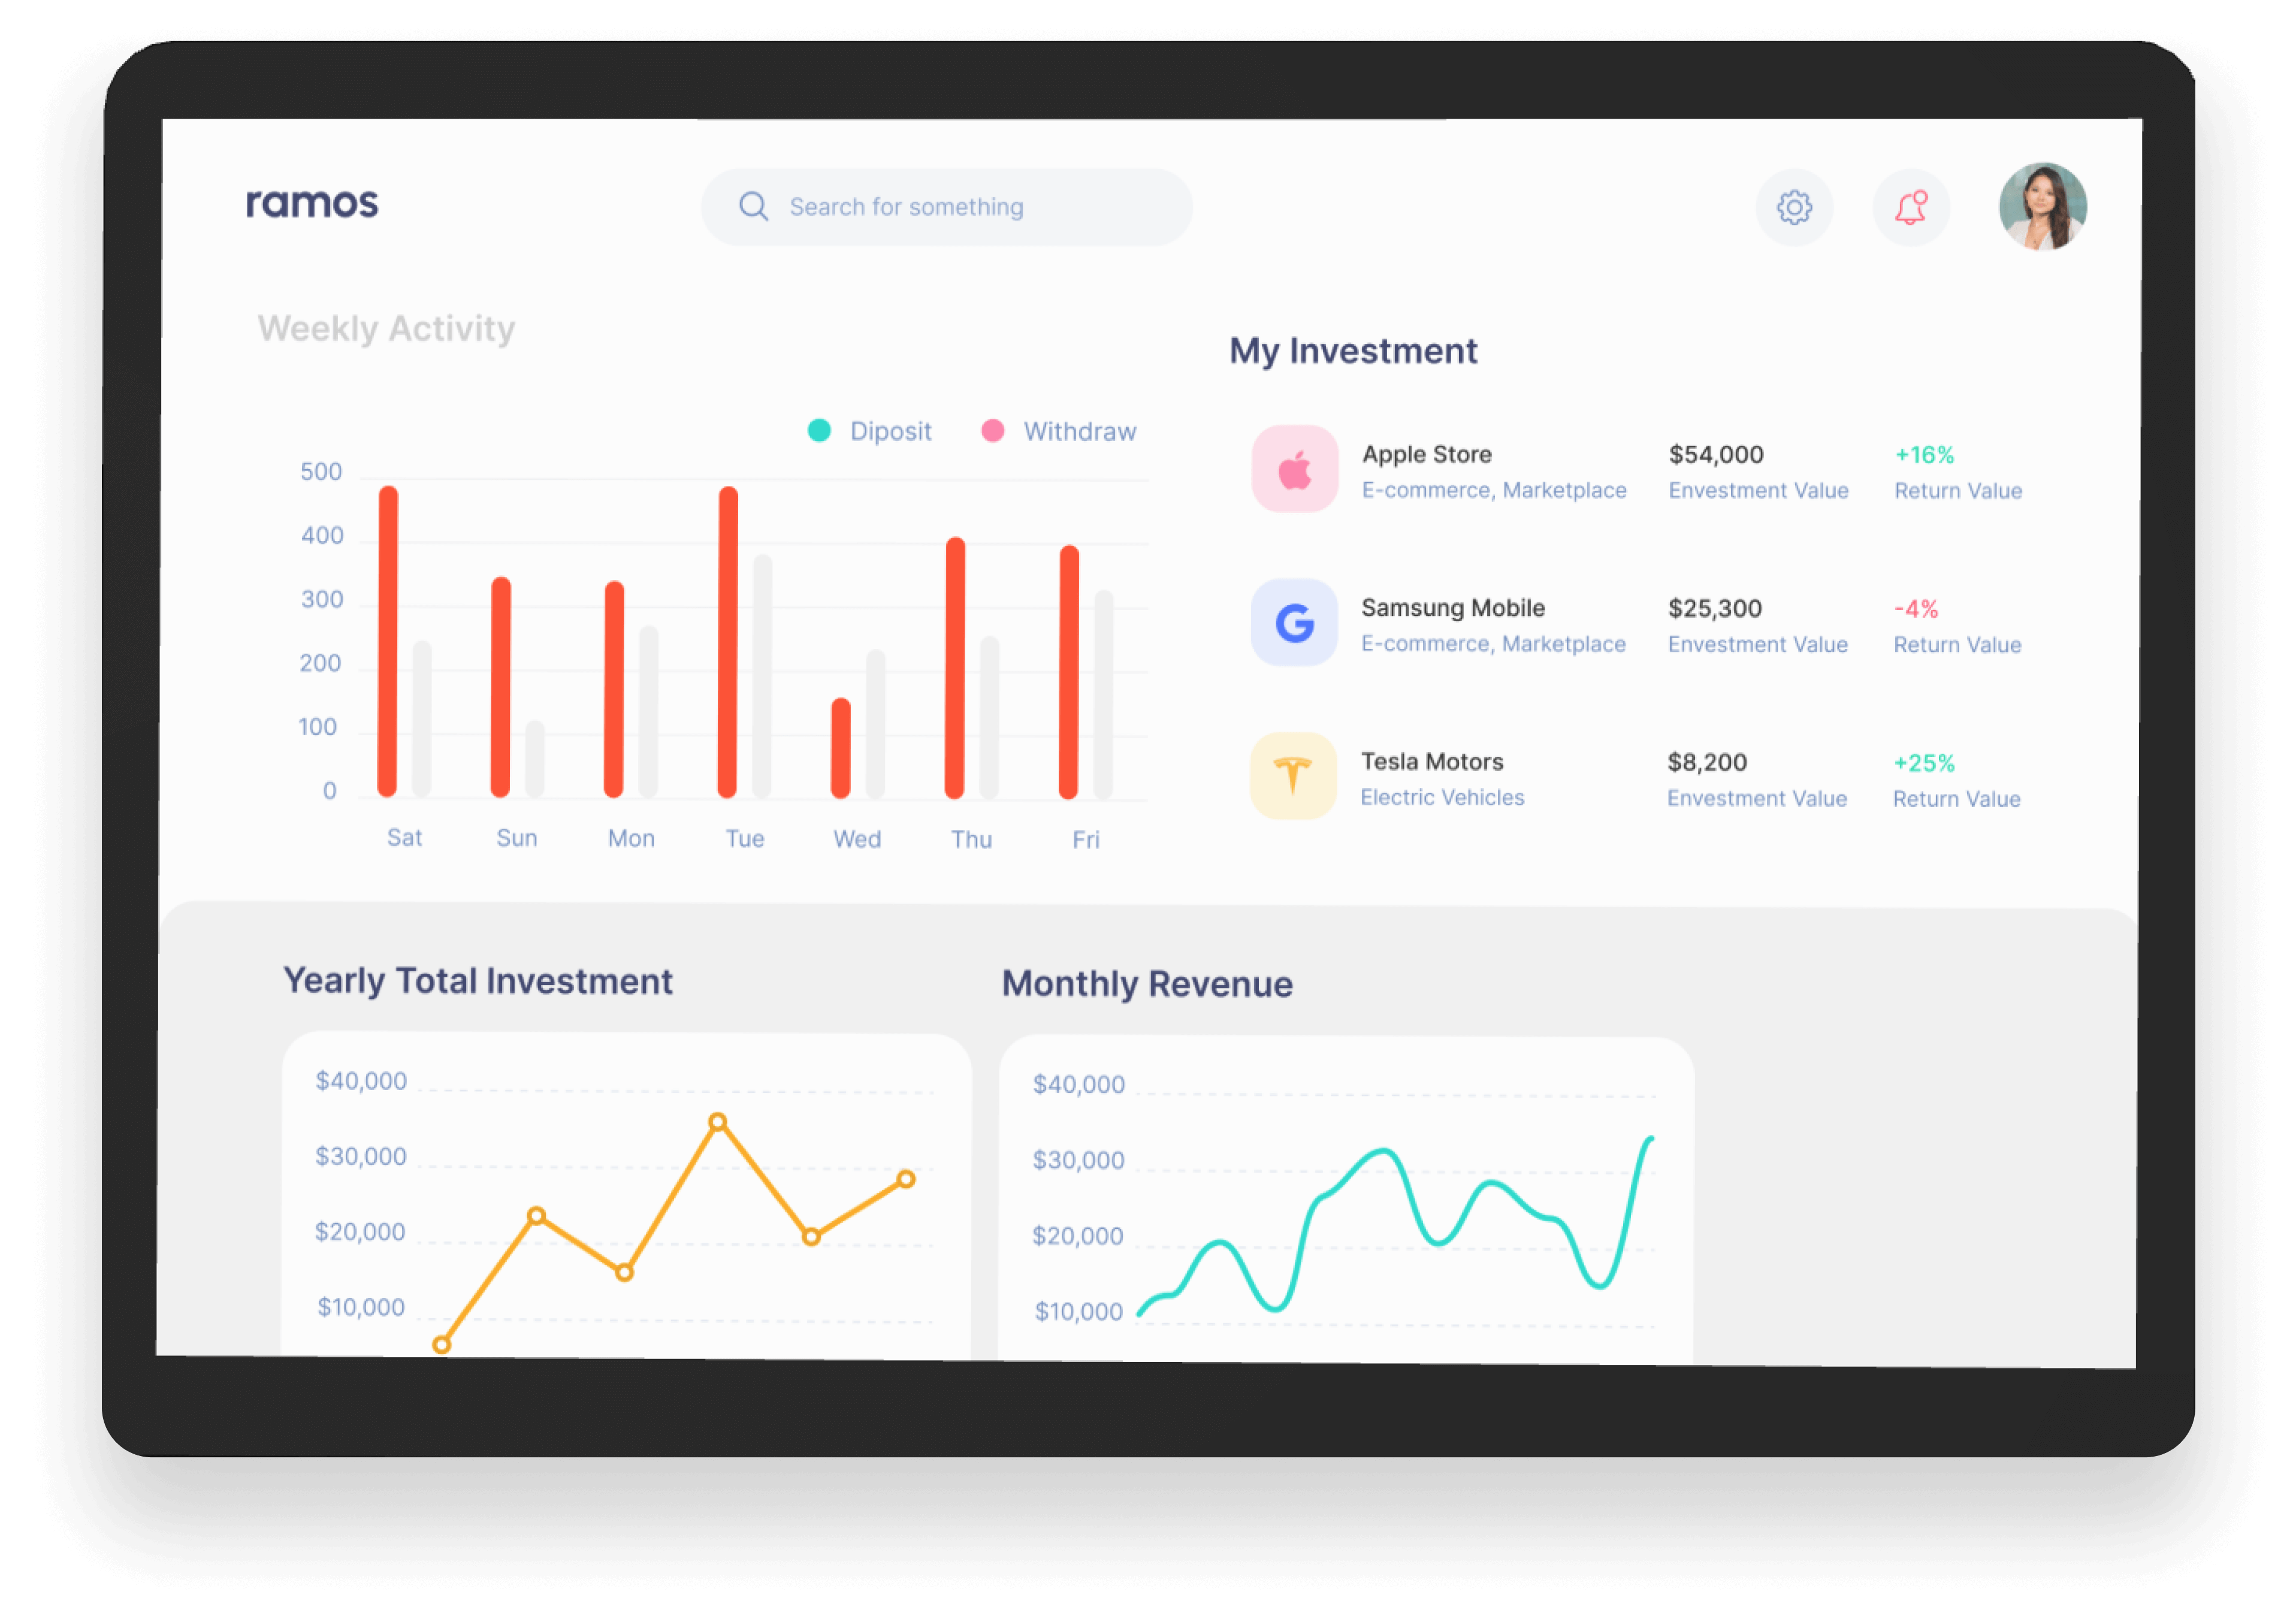 ramos
Search for something
Weekly Activity
Diposit
Withdraw
500
400
300
200
100
0
Sat Sun Mon Tue Wed Thu Fri
My Investment
Apple Store $54,000 +16%
E-commerce, Marketplace Envestment Value Return Value
Samsung Mobile $25,300 -4%
E-commerce, Marketplace Envestment Value Return Value
Tesla Motors $8,200 +25%
Electric Vehicles Envestment Value Return Value
Yearly Total Investment
$40,000
$30,000
$20,000
$10,000
Monthly Revenue
$40,000
$30,000
$20,000
$10,000